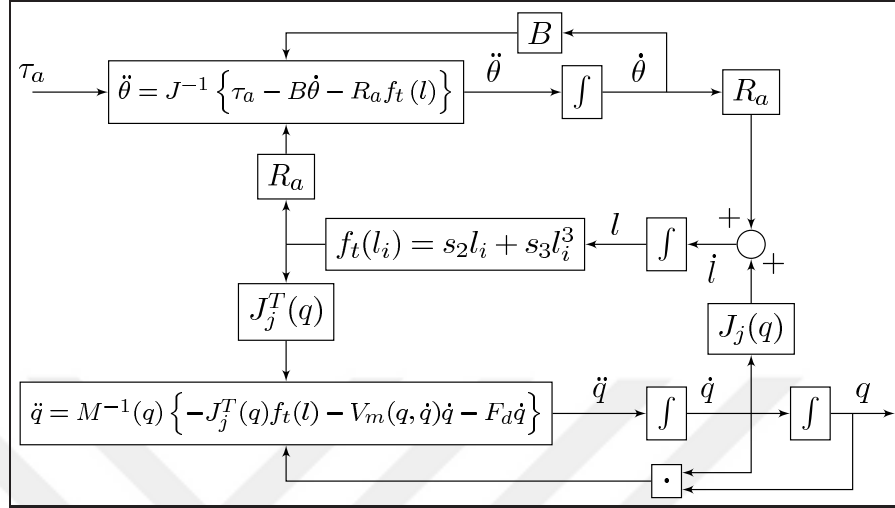 B
τ_a
θ̈ = J^{-1} {τ_a − Bθ̇ − R_a f_t (l)}
θ̈
∫
θ̇
R_a
R_a
+
f_t(l_i) = s_2 l_i + s_3 l_i^3
l
∫
l̇
+
J_j^T(q)
J_j(q)
q̈ = M^{-1}(q) {−J_j^T(q) f_t(l) − V_m(q, q̇)q̇ − F_d q̇}
q̈
∫
q̇
∫
q
·